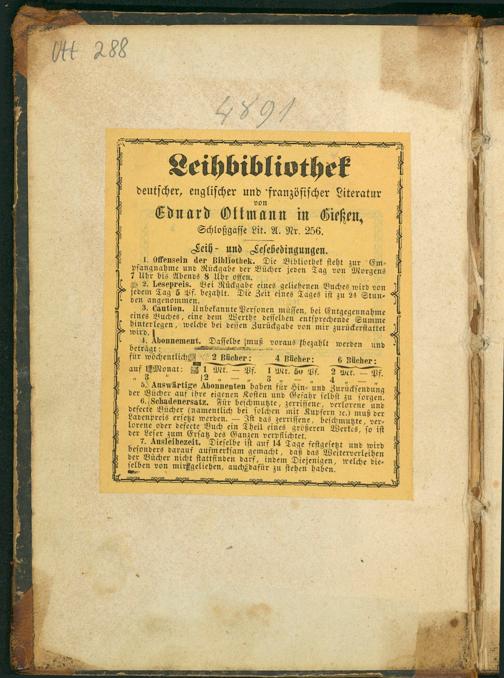 Utt 288
4891
Leihbibliothek
deutscher, englischer und französischer Literatur
von
Eduard Ottmann in Gießen,
Schloßgasse Lit. A. Nr. 256.
Leih- und Lesebedingungen.
1. Offensein der Bibliothek. Die Bibliothek steht zur Em-
pfangnahme und Rückgabe der Bücher jeden Tag von Morgens
7 Uhr bis Abends 8 Uhr offen.
2. Lesepreis. Bei Rückgabe eines geliehenen Buches wird von
jedem Tag 5 Pf. bezahlt. Die Zeit eines Tages ist zu 24 Stun-
den angenommen.
3. Caution. Unbekannte Personen müssen, bei Entgegennahme
eines Buches, eine dem Werthe desselben entsprechende Summe
hinterlegen, welche bei dessen Zurückgabe von mir zurückerstattet
wird.
4. Abonnement. Dasselbe muß voraus bezahlt werden und
beträgt:
für wöchentlich 2 Bücher: 4 Bücher: 6 Bücher:
auf 1 Monat: 1 Mt. — Pf. 1 Mt. 50 Pf. 2 Mt. — Pf.
" 3 " 2 " — " 3 " — " 4 " — "
5. Auswärtige Abonnenten haben für Hin- und Zurücksendung
der Bücher auf ihre eigenen Kosten und Gefahr selbst zu sorgen.
6. Schadenersatz. Für beschmutzte, zerrissene, verlorene und
defecte Bücher (namentlich bei solchen mit Kupfern ꝛc.) muß der
Ladenpreis ersetzt werden. — Ist das zerrissene, beschmutzte, ver-
lorene oder defecte Buch ein Theil eines größeren Werkes, so ist
der Leser zum Ersatz des Ganzen verpflichtet.
7. Ausleihezeit. Dieselbe ist auf 14 Tage festgesetzt und wird
besonders darauf aufmerksam gemacht, daß das Weiterverleihen
der Bücher nicht stattfinden darf, indem Diejenigen, welche die-
selben von mir geliehen, auch dafür zu stehen haben.